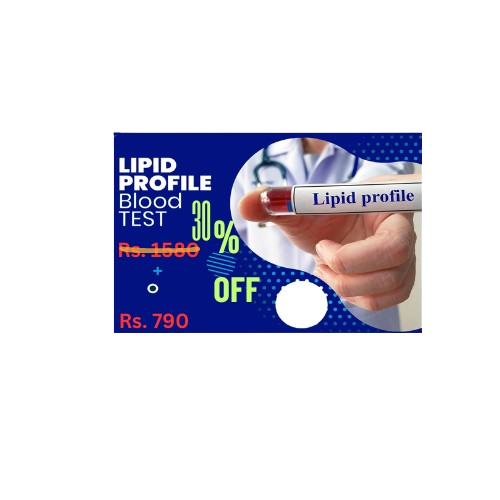 LIPID
PROFILE
Blood
TEST
30%
OFF
Rs. 1580
+
Rs. 790
Lipid profile